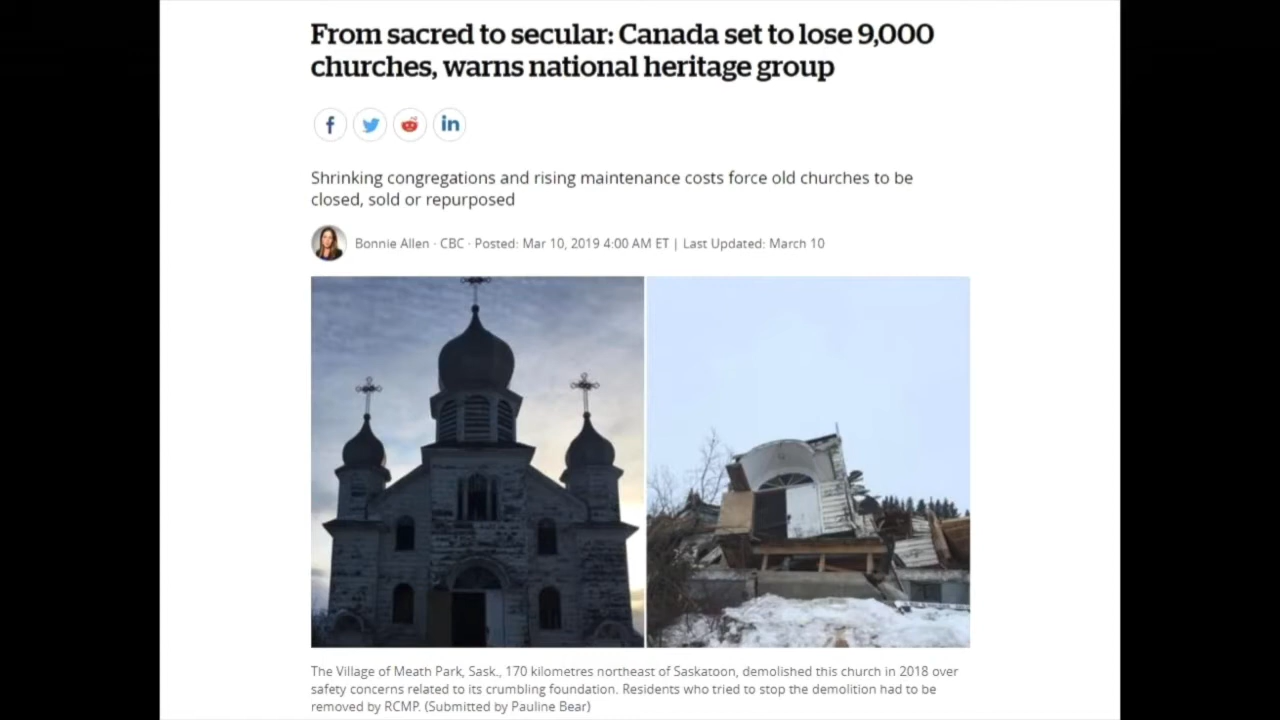 From sacred to secular: Canada set to lose 9,000
churches, warns national heritage group
f
in
Shrinking congregations and rising maintenance costs force old churches to be
closed, sold or repurposed
Bonnie Allen · CBC · Posted: Mar 10, 2019 4:00 AM ET | Last Updated: March 10
The Village of Meath Park, Sask., 170 kilometres northeast of Saskatoon, demolished this church in 2018 over
safety concerns related to its crumbling foundation. Residents who tried to stop the demolition had to be
removed by RCMP. (Submitted by Pauline Bear)